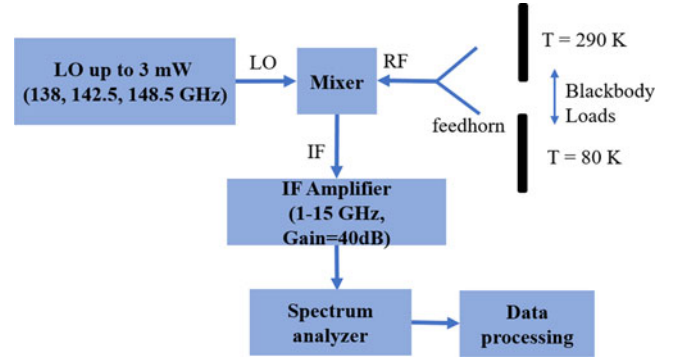 LO up to 3 mW
(138, 142.5, 148.5 GHz)
LO
Mixer
RF
feedhorn
T = 290 K
Blackbody
Loads
T = 80 K
IF
IF Amplifier
(1-15 GHz,
Gain=40dB)
Spectrum
analyzer
Data
processing